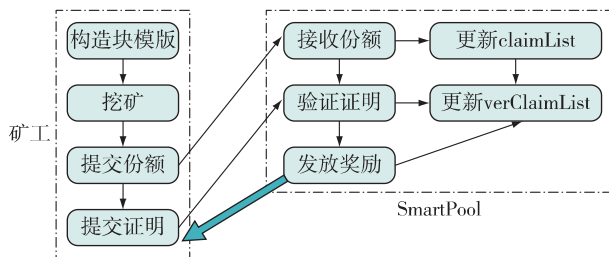 构造块模版
挖矿
提交份额
提交证明
矿工
接收份额
更新claimList
验证证明
更新verClaimList
发放奖励
SmartPool